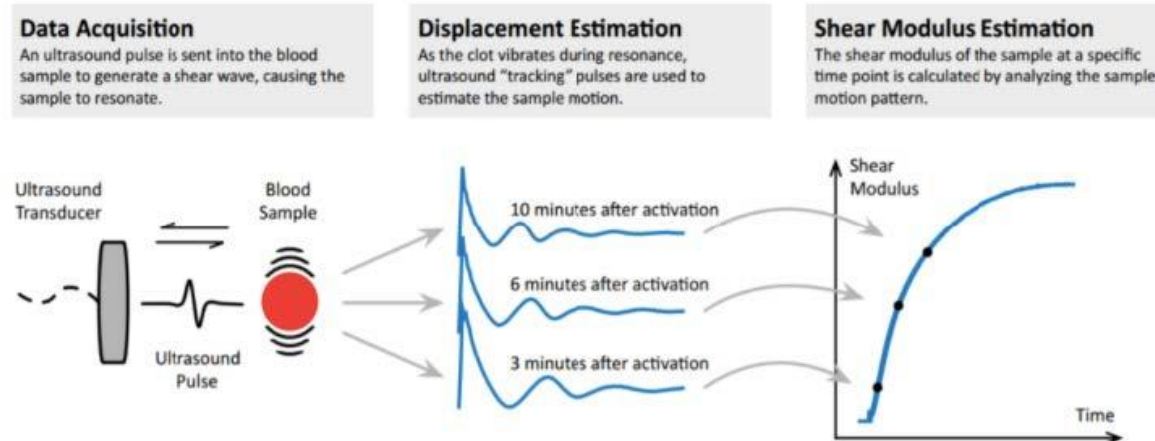 Data Acquisition
An ultrasound pulse is sent into the blood
sample to generate a shear wave, causing the
sample to resonate.
Displacement Estimation
As the clot vibrates during resonance,
ultrasound “tracking” pulses are used to
estimate the sample motion.
Shear Modulus Estimation
The shear modulus of the sample at a specific
time point is calculated by analyzing the sample
motion pattern.
Ultrasound
Transducer
Blood
Sample
Ultrasound
Pulse
10 minutes after activation
6 minutes after activation
3 minutes after activation
Shear
Modulus
Time